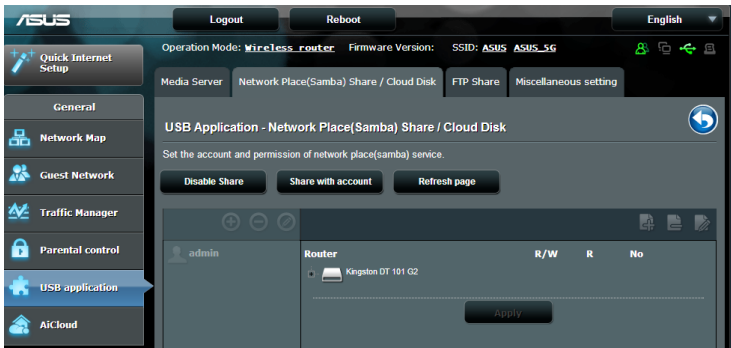 ASUS
Logout
Reboot
English
Quick Internet
Setup
Operation Mode: Wireless router Firmware Version: SSID: ASUS ASUS_5G
Media Server
Network Place(Samba) Share / Cloud Disk
FTP Share
Miscellaneous setting
General
Network Map
Guest Network
Traffic Manager
Parental control
USB application
AiCloud
USB Application - Network Place(Samba) Share / Cloud Disk
Set the account and permission of network place(samba) service.
Disable Share
Share with account
Refresh page
admin
Router R/W R No
Kingston DT 101 G2
Apply